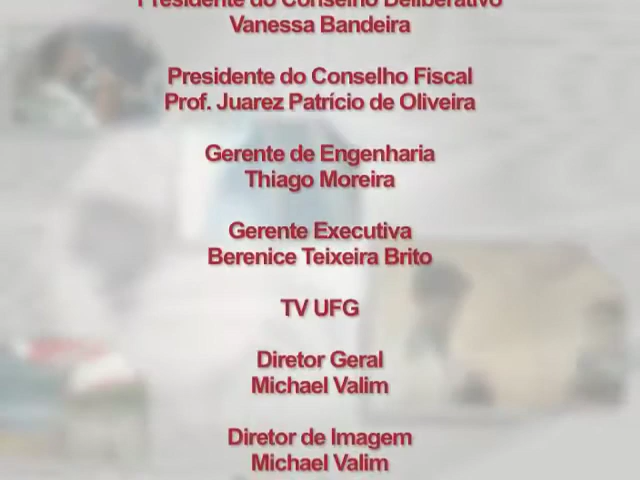 Presidente do Conselho Deliberativo
Vanessa Bandeira
Presidente do Conselho Fiscal
Prof. Juarez Patrício de Oliveira
Gerente de Engenharia
Thiago Moreira
Gerente Executiva
Berenice Teixeira Brito
TV UFG
Diretor Geral
Michael Valim
Diretor de Imagem
Michael Valim